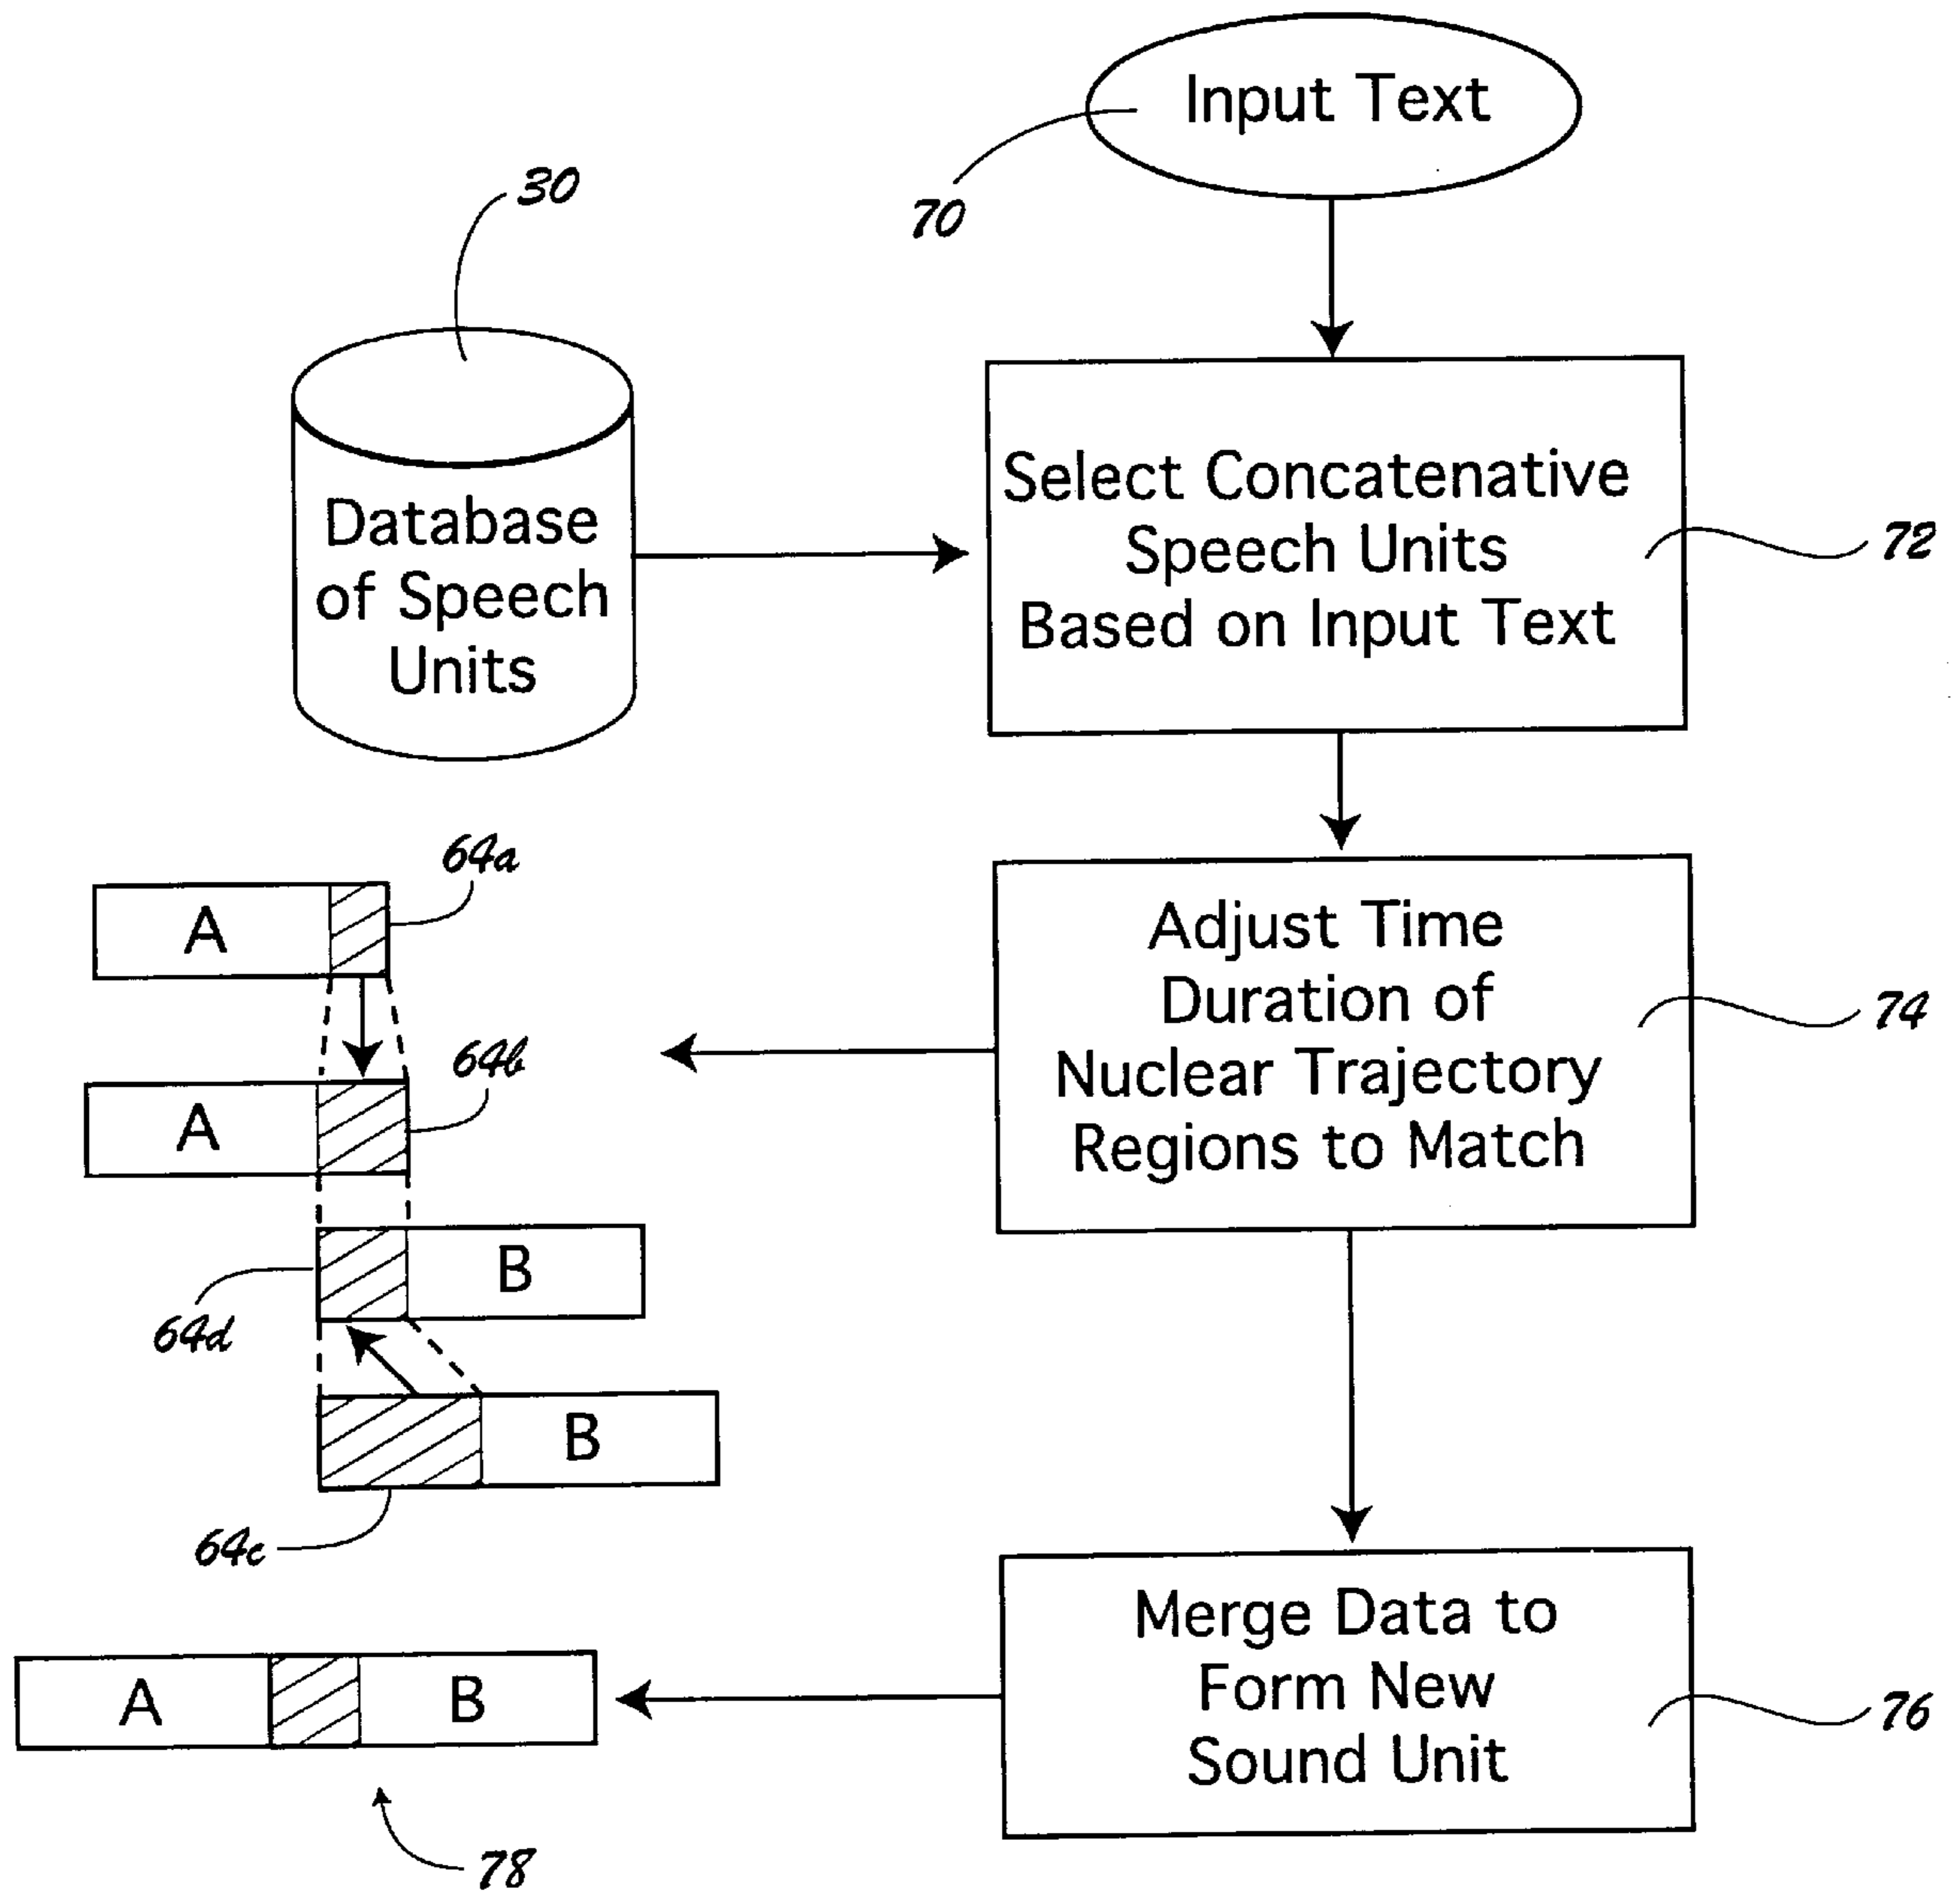 Input Text
70
30
Database
of Speech
Units
Select Concatenative
Speech Units
Based on Input Text
72
64a
A
Adjust Time
Duration of
Nuclear Trajectory
Regions to Match
74
64b
A
B
64d
B
64c
Merge Data to
Form New
Sound Unit
76
A
B
78